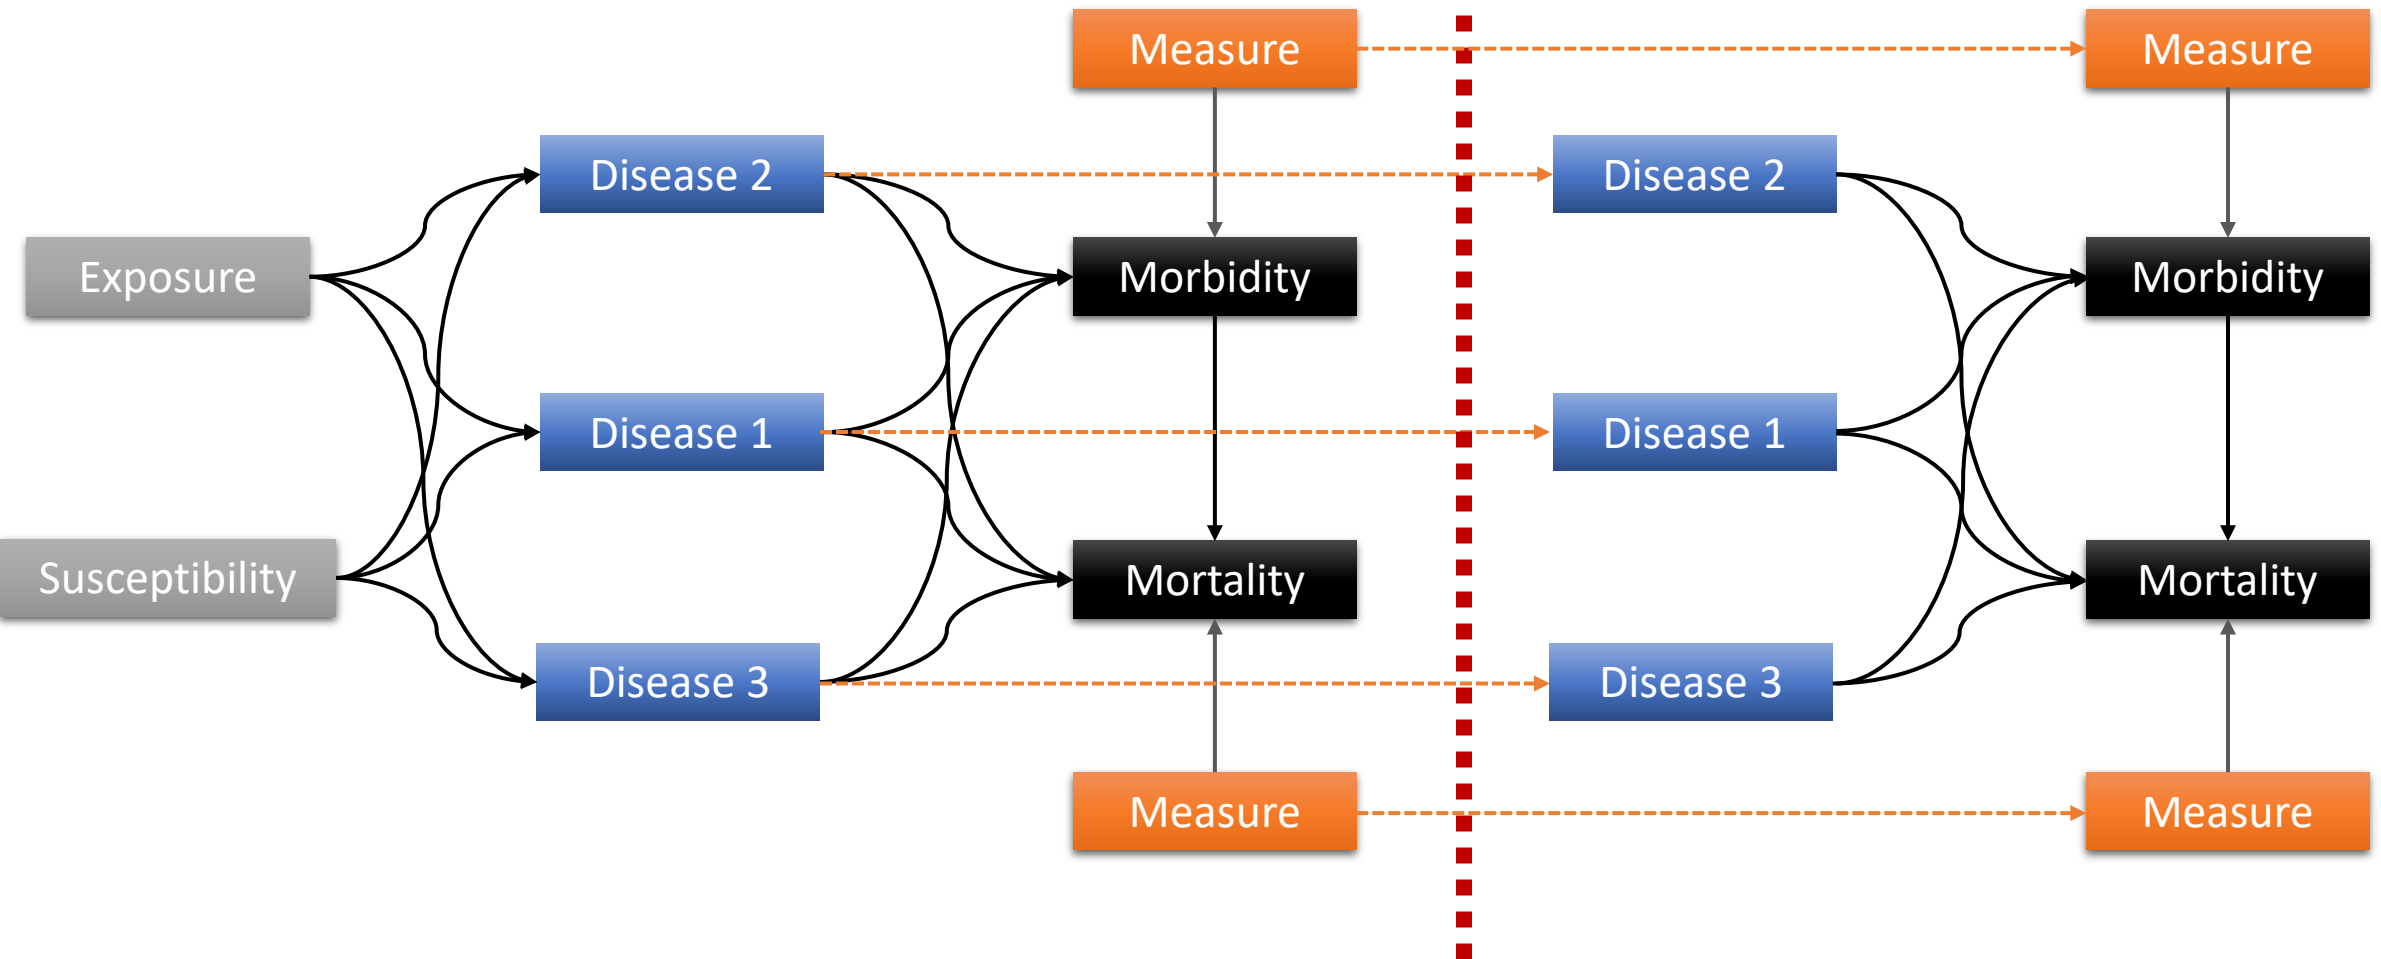 Measure
Measure
Disease 2
Disease 2
Exposure
Morbidity
Morbidity
Disease 1
Disease 1
Susceptibility
Mortality
Mortality
Disease 3
Disease 3
Measure
Measure